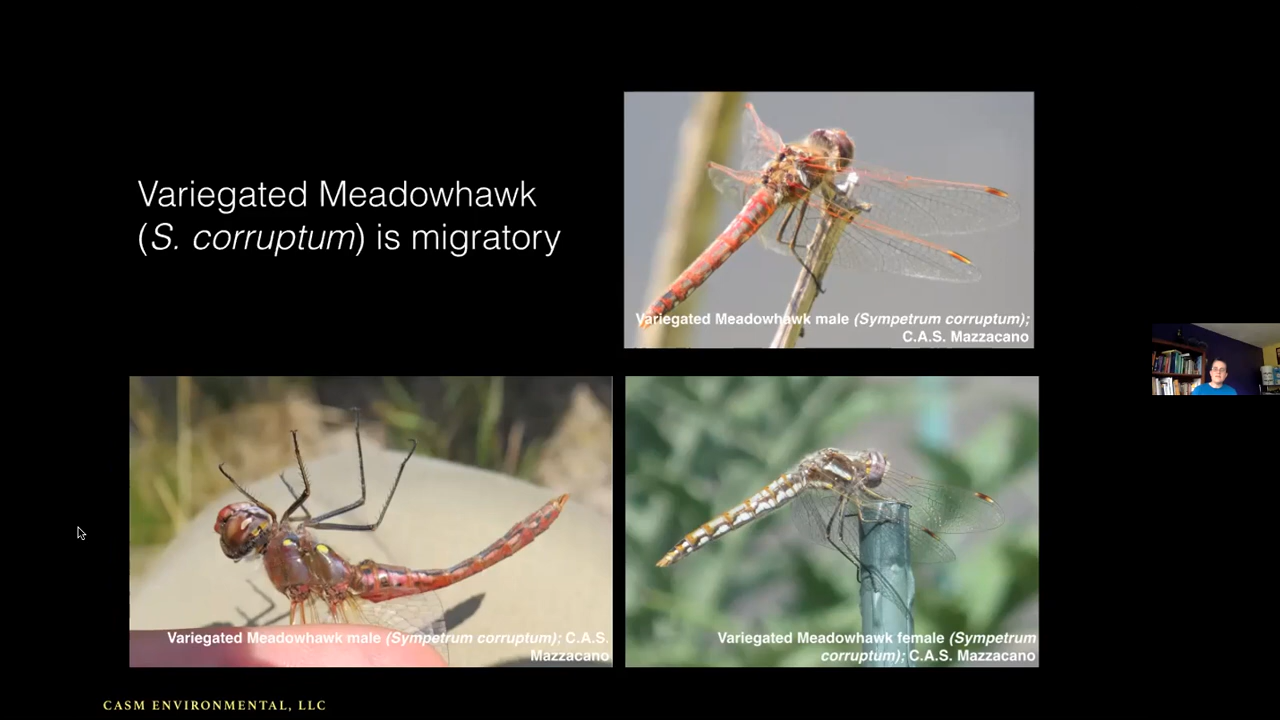 Variegated Meadowhawk
(S. corruptum) is migratory
Variegated Meadowhawk male (Sympetrum corruptum);
C.A.S. Mazzacano
Variegated Meadowhawk male (Sympetrum corruptum); C.A.S.
Mazzacano
Variegated Meadowhawk female (Sympetrum
corruptum); C.A.S. Mazzacano
CASM ENVIRONMENTAL, LLC